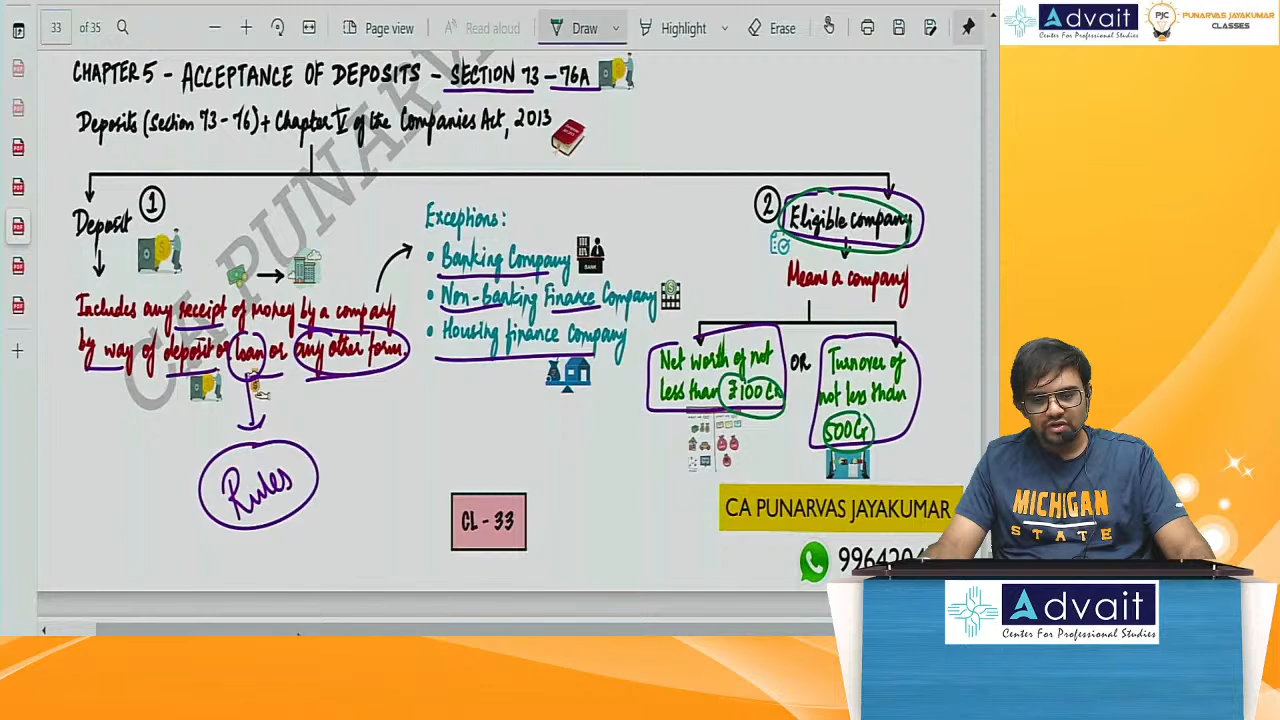 33 of 35 Page view Read aloud Draw Highlight Erase
CHAPTER 5 - ACCEPTANCE OF DEPOSITS - SECTION 73 - 76A
Deposits (Section 73 - 76) + Chapter V of the Companies Act, 2013
Deposit 1
Includes any receipt of money by a company
by way of deposit or loan or any other form.
Rules
Exceptions:
• Banking Company
BANK
• Non-Banking Finance Company
• Housing finance Company
2 Eligible company
Means a company
Net worth of not
less than ₹100 Cr
OR
Turnover of
not less than
500Cr
CL - 33
CA PUNARVAS JAYAKUMAR
CA PUNARV
Advait
Center For Professional Studies
PJC
PUNARVAS JAYAKUMAR
CLASSES
MICHIGAN
STATE
Advait
Center For Professional Studies